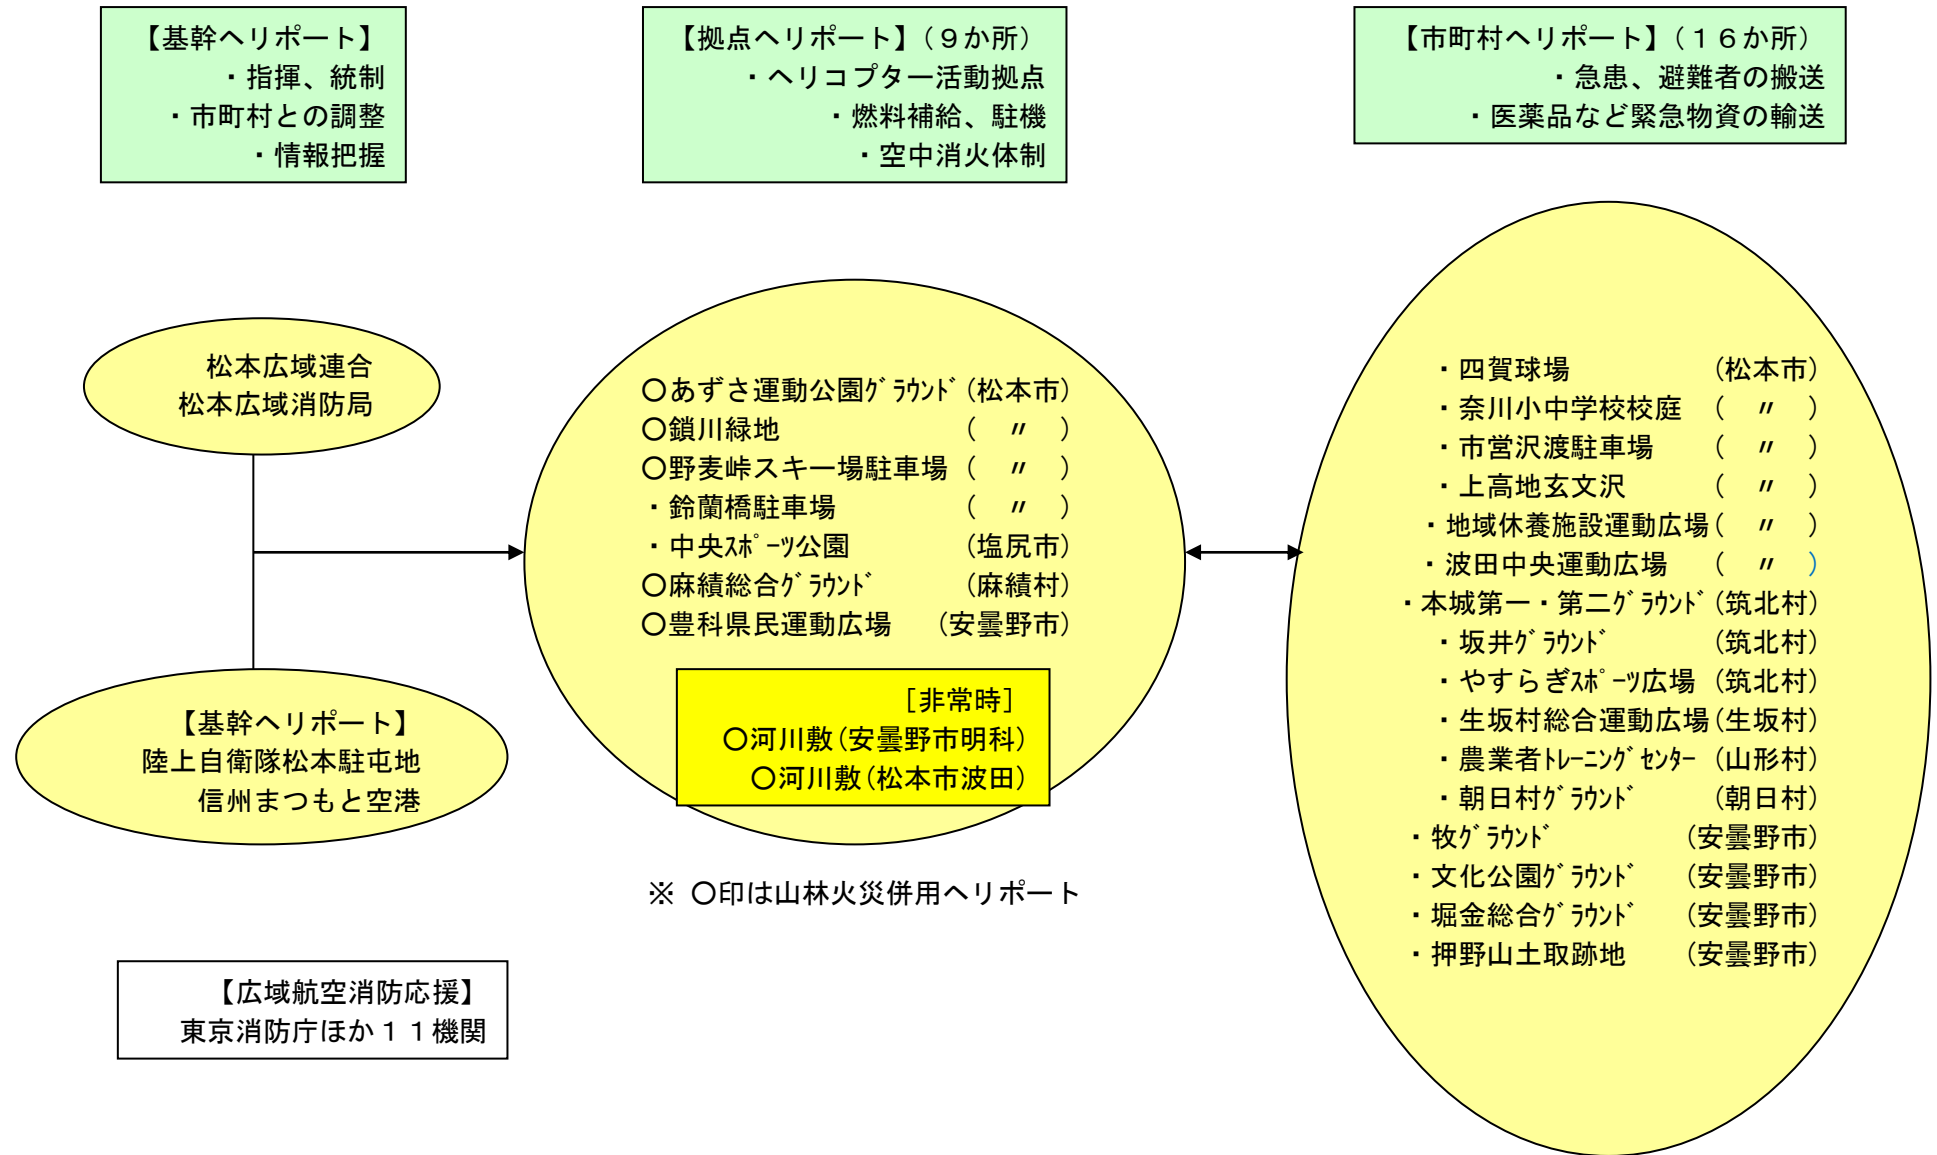 【基幹ヘリポート】
・指揮、統制
・市町村との調整
・情報把握
【拠点ヘリポート】（９か所）
・ヘリコプター活動拠点
・燃料補給、駐機
・空中消火体制
【市町村ヘリポート】（１６か所）
・急患、避難者の搬送
・医薬品など緊急物資の輸送
松本広域連合
松本広域消防局
【基幹ヘリポート】
陸上自衛隊松本駐屯地
信州まつもと空港
〇あずさ運動公園ｸﾞﾗｳﾝﾄﾞ（松本市）
〇鎖川緑地（　〃　）
〇野麦峠スキー場駐車場（　〃　）
・鈴蘭橋駐車場（　〃　）
・中央ｽﾎﾟｰﾂ公園（塩尻市）
〇麻績総合ｸﾞﾗｳﾝﾄﾞ（麻績村）
〇豊科県民運動広場（安曇野市）
［非常時］
〇河川敷（安曇野市明科）
〇河川敷（松本市波田）
※ 〇印は山林火災併用ヘリポート
・四賀球場（松本市）
・奈川小中学校校庭（　〃　）
・市営沢渡駐車場（　〃　）
・上高地玄文沢（　〃　）
・地域休養施設運動広場（　〃　）
・波田中央運動広場（　〃　）
・本城第一・第二ｸﾞﾗｳﾝﾄﾞ（筑北村）
・坂井ｸﾞﾗｳﾝﾄﾞ（筑北村）
・やすらぎｽﾎﾟｰﾂ広場（筑北村）
・生坂村総合運動広場（生坂村）
・農業者ﾄﾚｰﾆﾝｸﾞｾﾝﾀｰ（山形村）
・朝日村ｸﾞﾗｳﾝﾄﾞ（朝日村）
・牧ｸﾞﾗｳﾝﾄﾞ（安曇野市）
・文化公園ｸﾞﾗｳﾝﾄﾞ（安曇野市）
・堀金総合ｸﾞﾗｳﾝﾄﾞ（安曇野市）
・押野山土取跡地（安曇野市）
【広域航空消防応援】
東京消防庁ほか１１機関